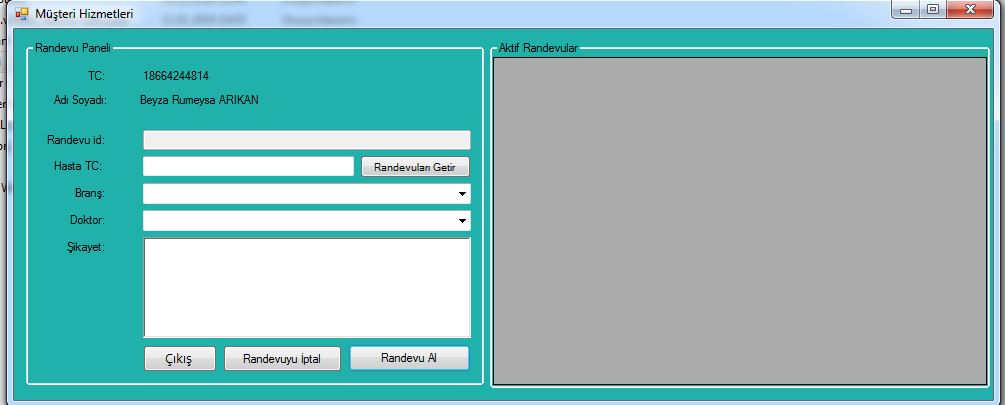 Müşteri Hizmetleri
Randevu Paneli
TC: 18664244814
Adı Soyadı: Beyza Rumeysa ARIKAN
Randevu id:
Hasta TC: Randevuları Getir
Branş:
Doktor:
Şikayet:
Çıkış Randevuyu İptal Randevu Al
Aktif Randevular